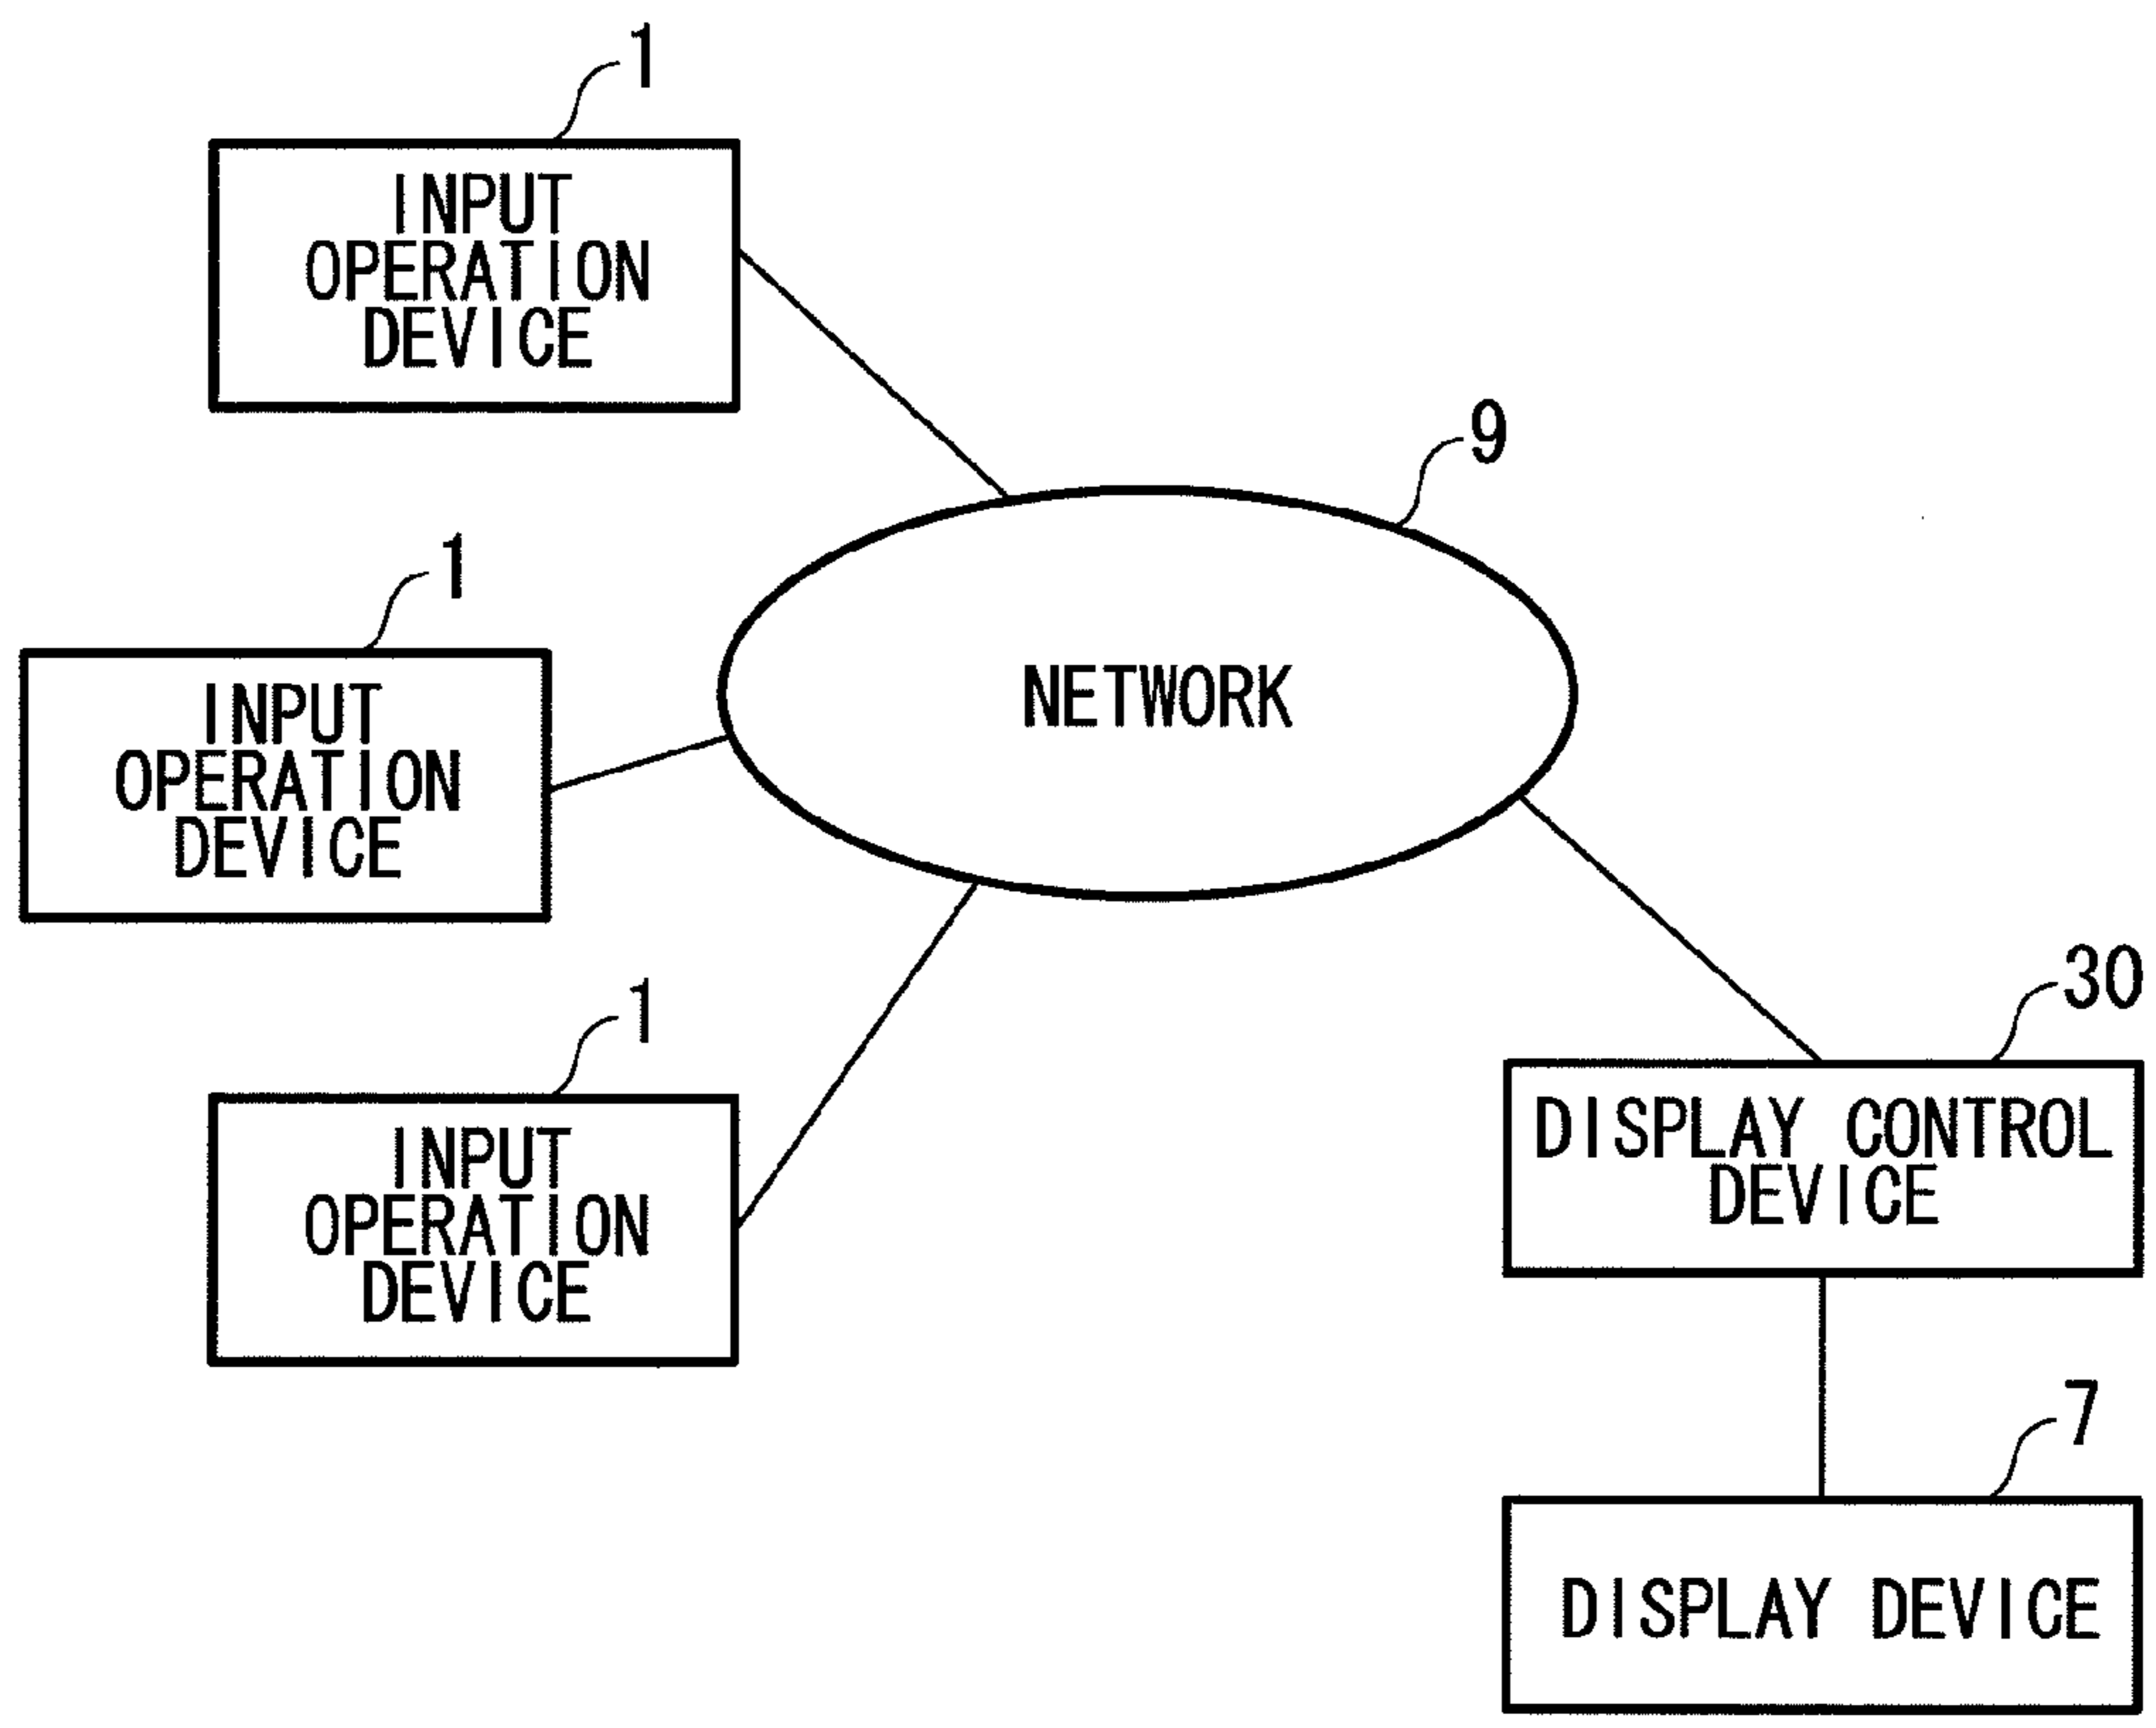 1
INPUT
OPERATION
DEVICE
9
1
NETWORK
INPUT
OPERATION
DEVICE
1
INPUT
OPERATION
DEVICE
30
DISPLAY CONTROL
DEVICE
7
DISPLAY DEVICE